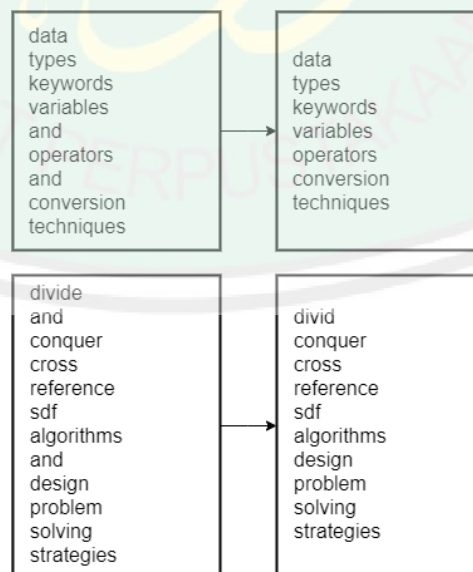 data
types
keywords
variables
and
operators
and
conversion
techniques
data
types
keywords
variables
operators
conversion
techniques
divide
and
conquer
cross
reference
sdf
algorithms
and
design
problem
solving
strategies
divid
conquer
cross
reference
sdf
algorithms
design
problem
solving
strategies